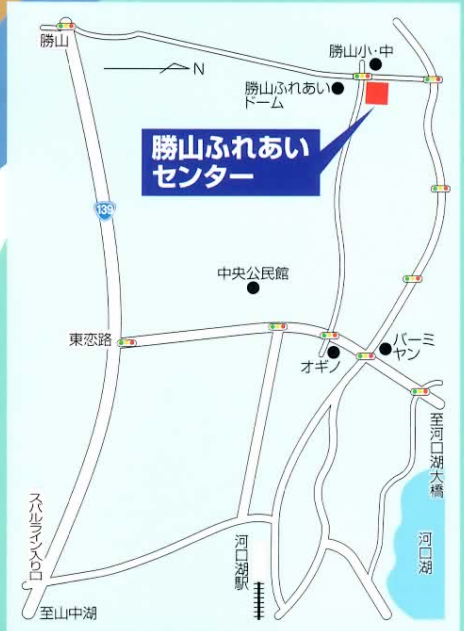 勝山
N
勝山小・中
勝山ふれあい
ドーム
勝山ふれあい
センター
139
中央公民館
東恋路
オギノ
バーミ
ヤン
至河口湖大橋
スバルライン入り口
河口湖駅
河口湖
至山中湖